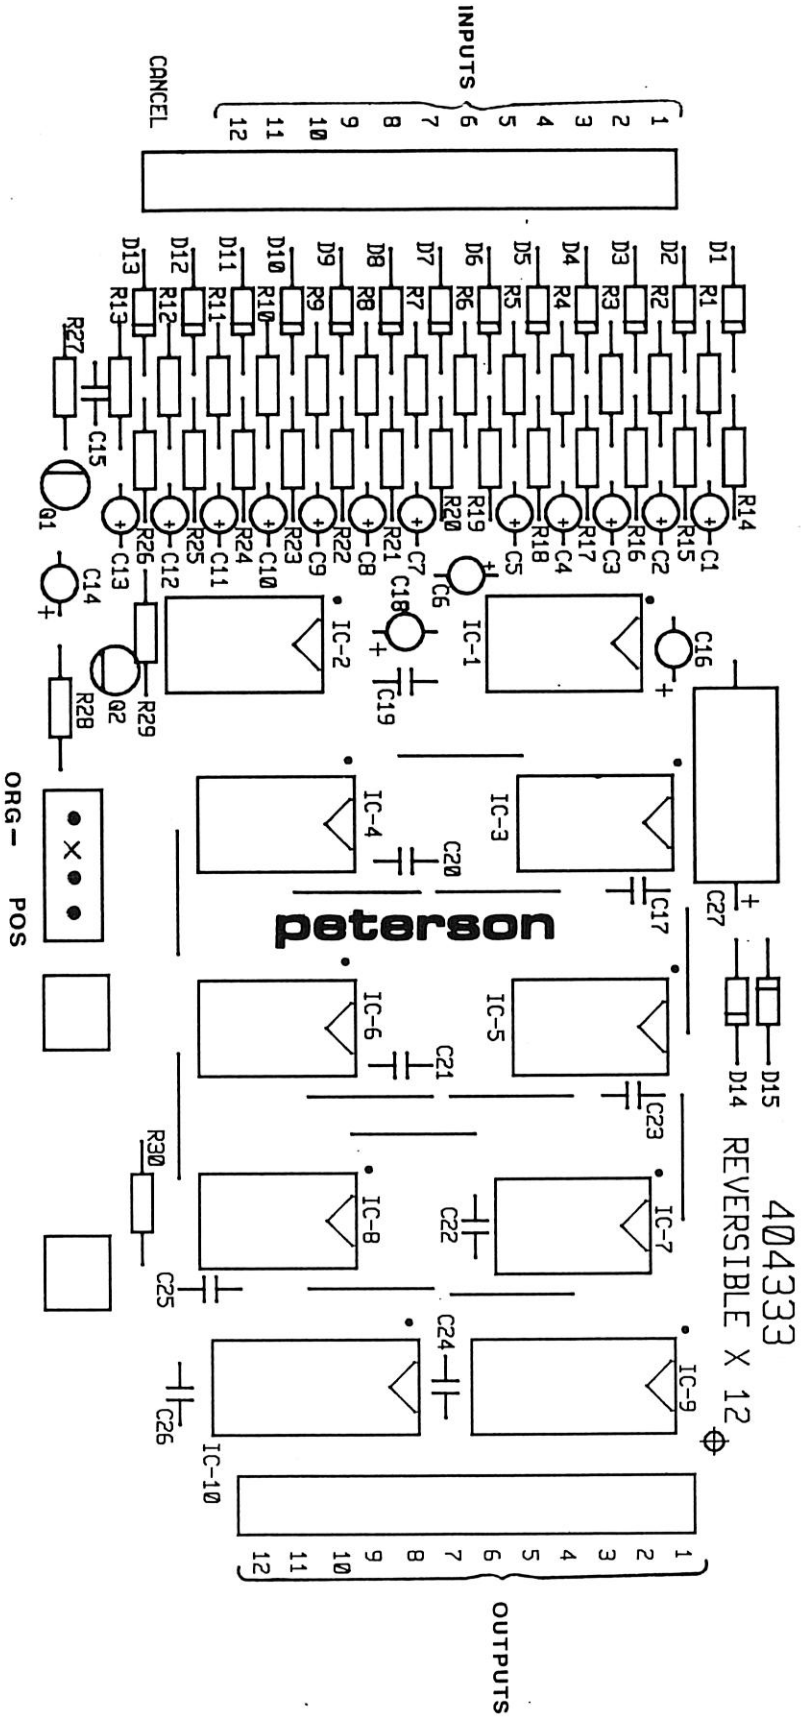 404333
REVERSIBLE X 12
INPUTS
1
2
3
4
5
6
7
8
9
10
11
12
CANCEL
D1
D2
D3
D4
D5
D6
D7
D8
D9
D10
D11
D12
D13
R1
R2
R3
R4
R5
R6
R7
R8
R9
R10
R11
R12
R13
R27
C15
R14
R15
R16
R17
R18
R19
R20
R21
R22
R23
R24
R25
R26
C1
C2
C3
C4
C5
C6
C7
C8
C9
C10
C11
C12
C13
Q1
C14
C16
C18
C19
IC-1
IC-2
R29
Q2
R28
C27
IC-3
IC-4
C17
C20
ORG- POS
peterson
D15
D14
IC-5
IC-6
C21
C23
IC-7
IC-8
C22
R30
C25
C24
IC-9
IC-10
C26
1
2
3
4
5
6
7
8
9
10
11
12
OUTPUTS